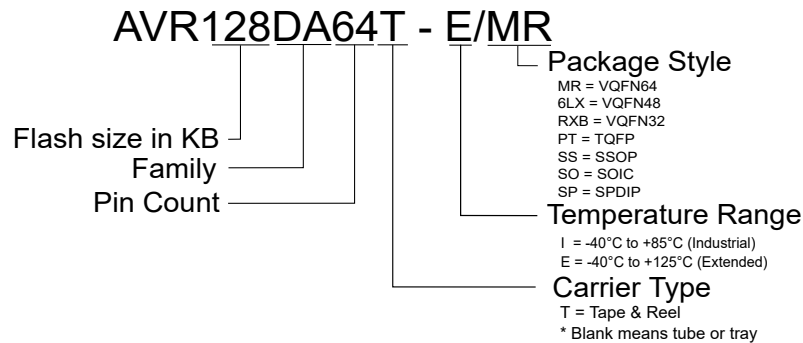 AVR128DA64T - E/MR
Package Style
MR = VQFN64
6LX = VQFN48
RXB = VQFN32
PT = TQFP
SS = SSOP
SO = SOIC
SP = SPDIP
Flash size in KB
Family
Pin Count
Temperature Range
I = -40°C to +85°C (Industrial)
E = -40°C to +125°C (Extended)
Carrier Type
T = Tape & Reel
* Blank means tube or tray